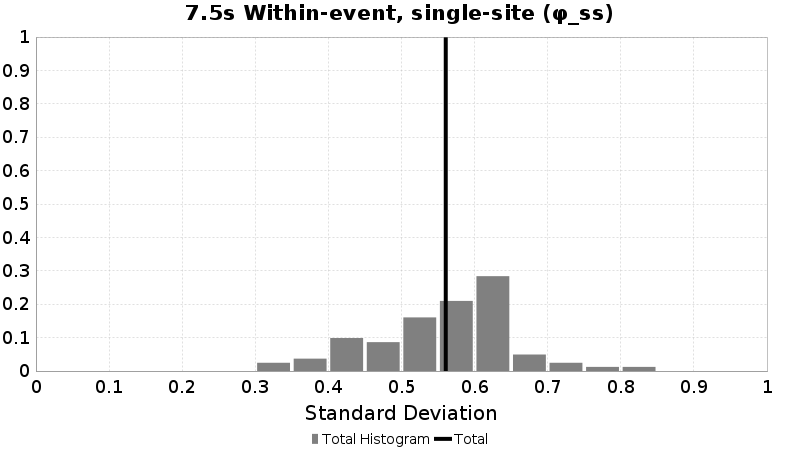 7.5s Within-event, single-site (φ_ss)
1
0.9
0.8
0.7
0.6
0.5
0.4
0.3
0.2
0.1
0
0 0.1 0.2 0.3 0.4 0.5 0.6 0.7 0.8 0.9 1
Standard Deviation
Total Histogram Total